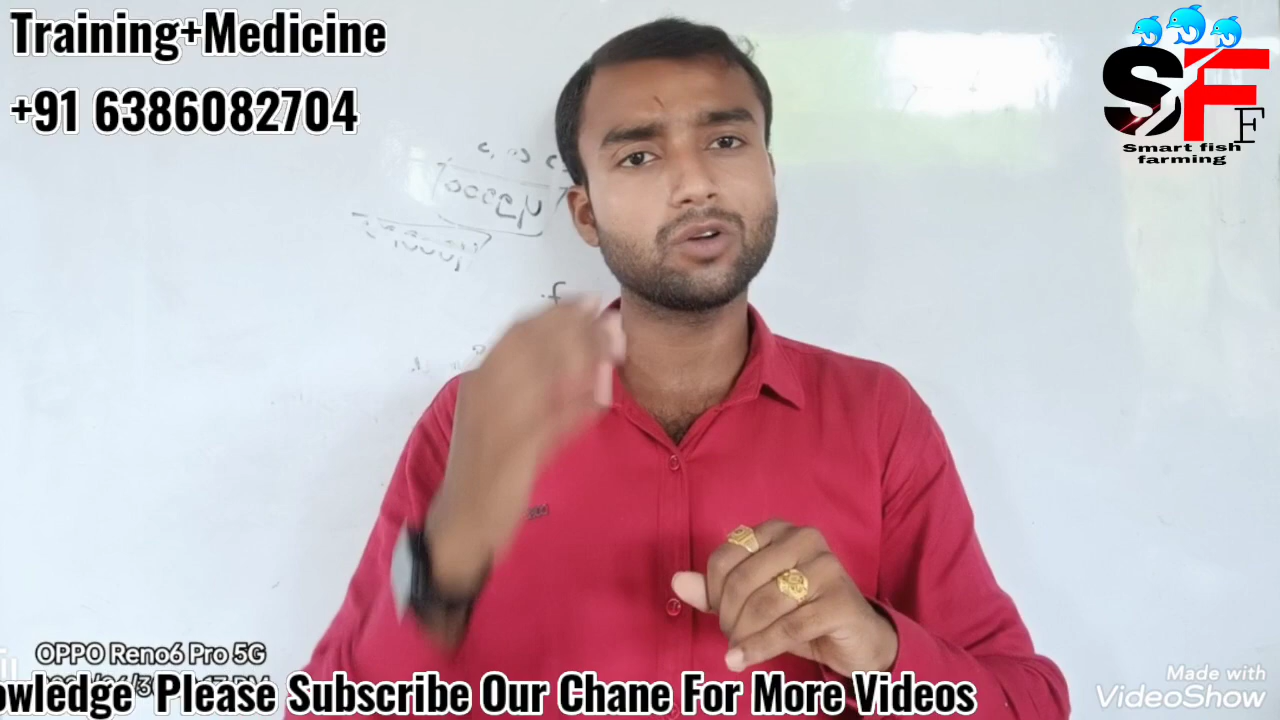 Training+Medicine
+91 6386082704
SF
F
Smart fish
farming
OPPO Reno6 Pro 5G
owledge Please Subscribe Our Chane For More Videos
Made with
VideoShow